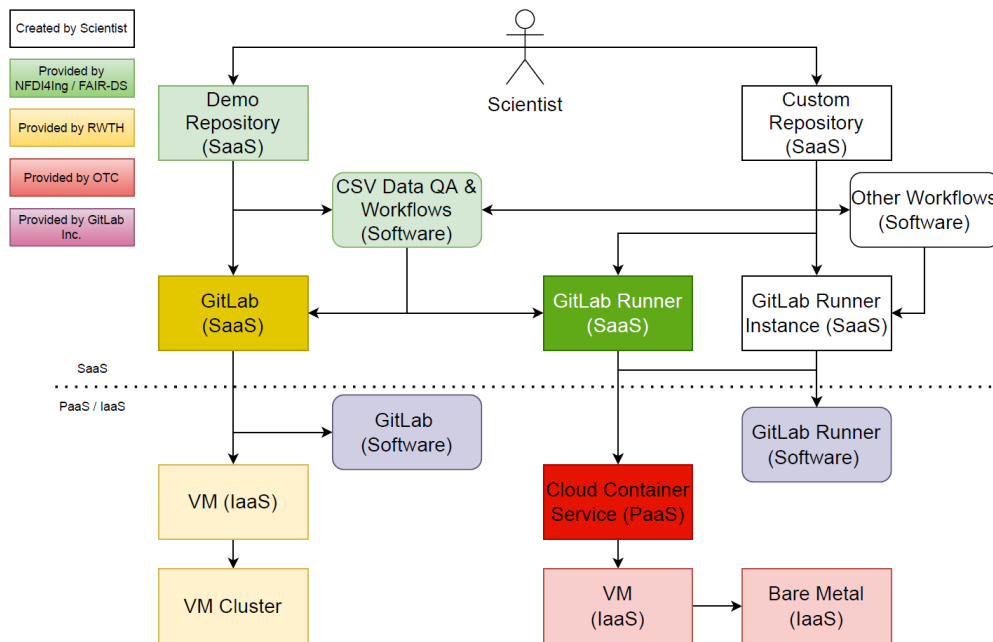 Created by Scientist
Provided by
NFDI4Ing / FAIR-DS
Provided by RWTH
Provided by OTC
Provided by GitLab
Inc.
Scientist
Demo
Repository
(SaaS)
Custom
Repository
(SaaS)
CSV Data QA &
Workflows
(Software)
Other Workflows
(Software)
GitLab
(SaaS)
GitLab Runner
(SaaS)
GitLab Runner
Instance (SaaS)
SaaS
PaaS / IaaS
GitLab
(Software)
GitLab Runner
(Software)
VM (IaaS)
Cloud Container
Service (PaaS)
VM Cluster
VM
(IaaS)
Bare Metal
(IaaS)